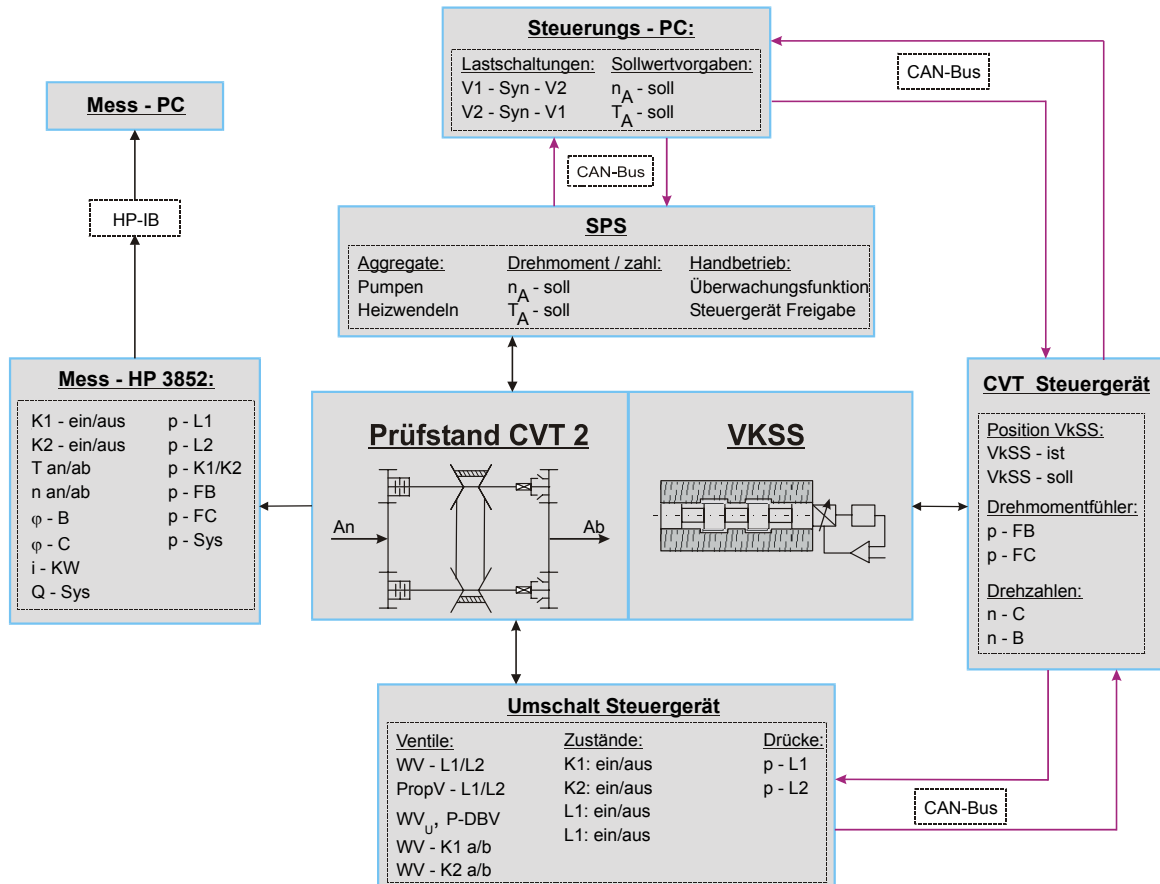 Steuerungs - PC:
Lastschaltungen: Sollwertvorgaben:
V1 - Syn - V2 n_A - soll
V2 - Syn - V1 T_A - soll
CAN-Bus
Mess - PC
HP-IB
CAN-Bus
SPS
Aggregate: Drehmoment / zahl: Handbetrieb:
Pumpen n_A - soll Überwachungsfunktion
Heizwendeln T_A - soll Steuergerät Freigabe
Mess - HP 3852:
K1 - ein/aus p - L1
K2 - ein/aus p - L2
T an/ab p - K1/K2
n an/ab p - FB
φ - B p - FC
φ - C p - Sys
i - KW
Q - Sys
Prüfstand CVT 2
An
Ab
VKSS
CVT Steuergerät
Position VkSS:
VkSS - ist
VkSS - soll
Drehmomentfühler:
p - FB
p - FC
Drehzahlen:
n - C
n - B
Umschalt Steuergerät
Ventile: Zustände: Drücke:
WV - L1/L2 K1: ein/aus p - L1
PropV - L1/L2 K2: ein/aus p - L2
WV_U, P-DBV L1: ein/aus
WV - K1 a/b L1: ein/aus
WV - K2 a/b
CAN-Bus